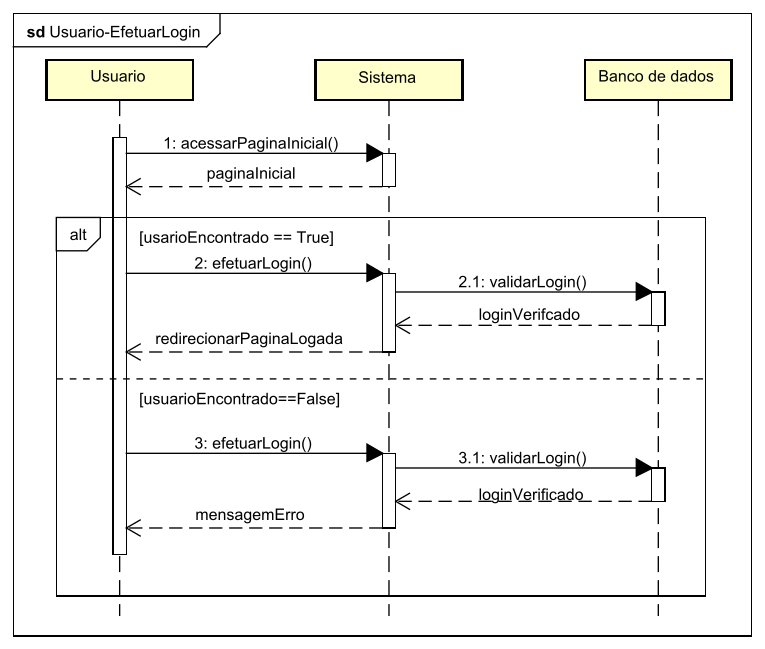 sd Usuario-EfetuarLogin
Usuario
Sistema
Banco de dados
1: acessarPaginaInicial()
paginaInicial
alt
[usarioEncontrado == True]
2: efetuarLogin()
2.1: validarLogin()
loginVerifcado
redirecionarPaginaLogada
[usuarioEncontrado==False]
3: efetuarLogin()
3.1: validarLogin()
loginVerificado
mensagemErro